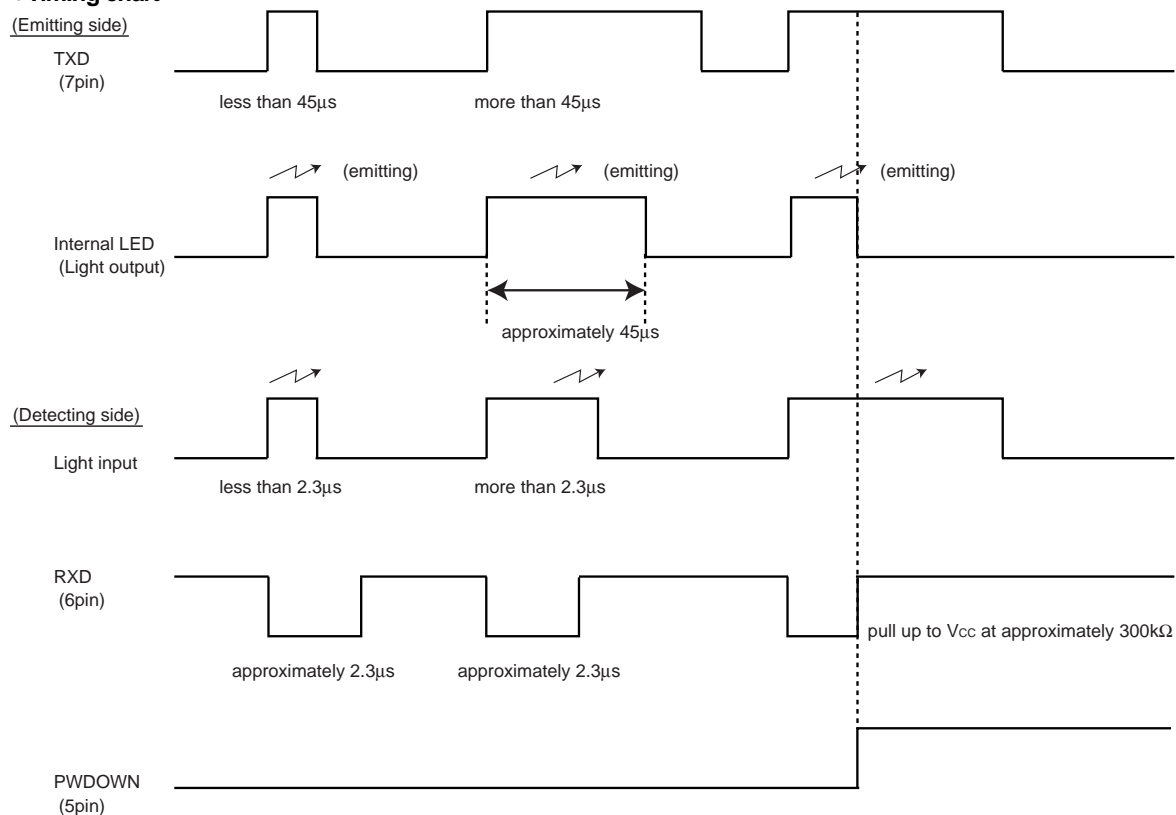 Timing chart
(Emitting side)
TXD
(7pin)
less than 45μs
more than 45μs
(emitting)
(emitting)
(emitting)
Internal LED
(Light output)
approximately 45μs
(Detecting side)
Light input
less than 2.3μs
more than 2.3μs
RXD
(6pin)
pull up to Vcc at approximately 300kΩ
approximately 2.3μs
approximately 2.3μs
PWDOWN
(5pin)